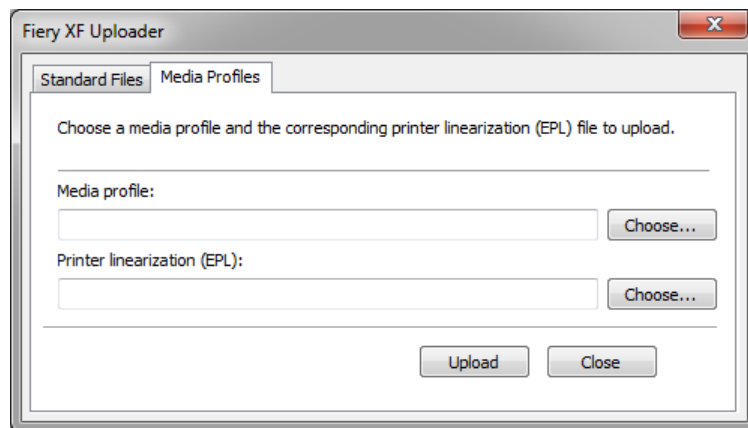 Fiery XF Uploader
Standard Files
Media Profiles
Choose a media profile and the corresponding printer linearization (EPL) file to upload.
Media profile:
Choose...
Printer linearization (EPL):
Choose...
Upload
Close